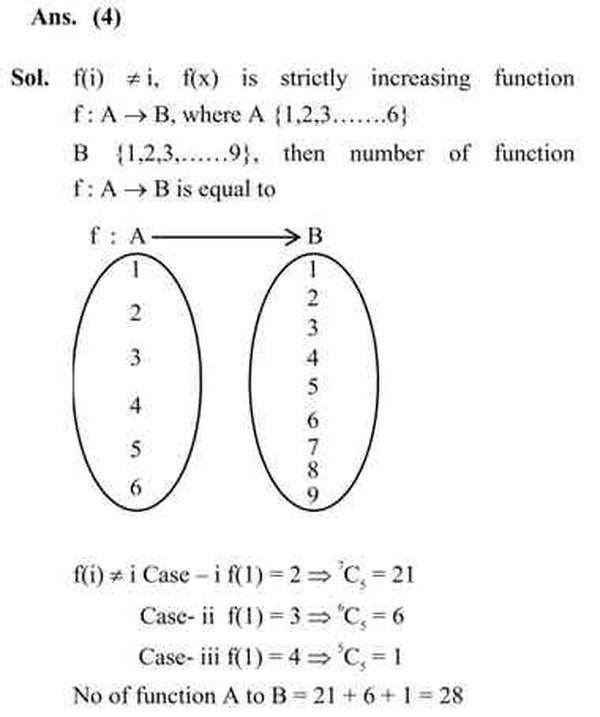 Ans. (4)
Sol. f(i) ≠ i, f(x) is strictly increasing function
f : A → B, where A {1,2,3.......6}
B {1,2,3,......9}, then number of function
f : A → B is equal to
f : A → B
1 1
2 2
3 3
4 4
5 5
6 6
7
8
9
f(i) ≠ i Case – i f(1) = 2 ⇒ ⁷C₅ = 21
Case- ii f(1) = 3 ⇒ ⁶C₅ = 6
Case- iii f(1) = 4 ⇒ ⁵C₅ = 1
No of function A to B = 21 + 6 + 1 = 28